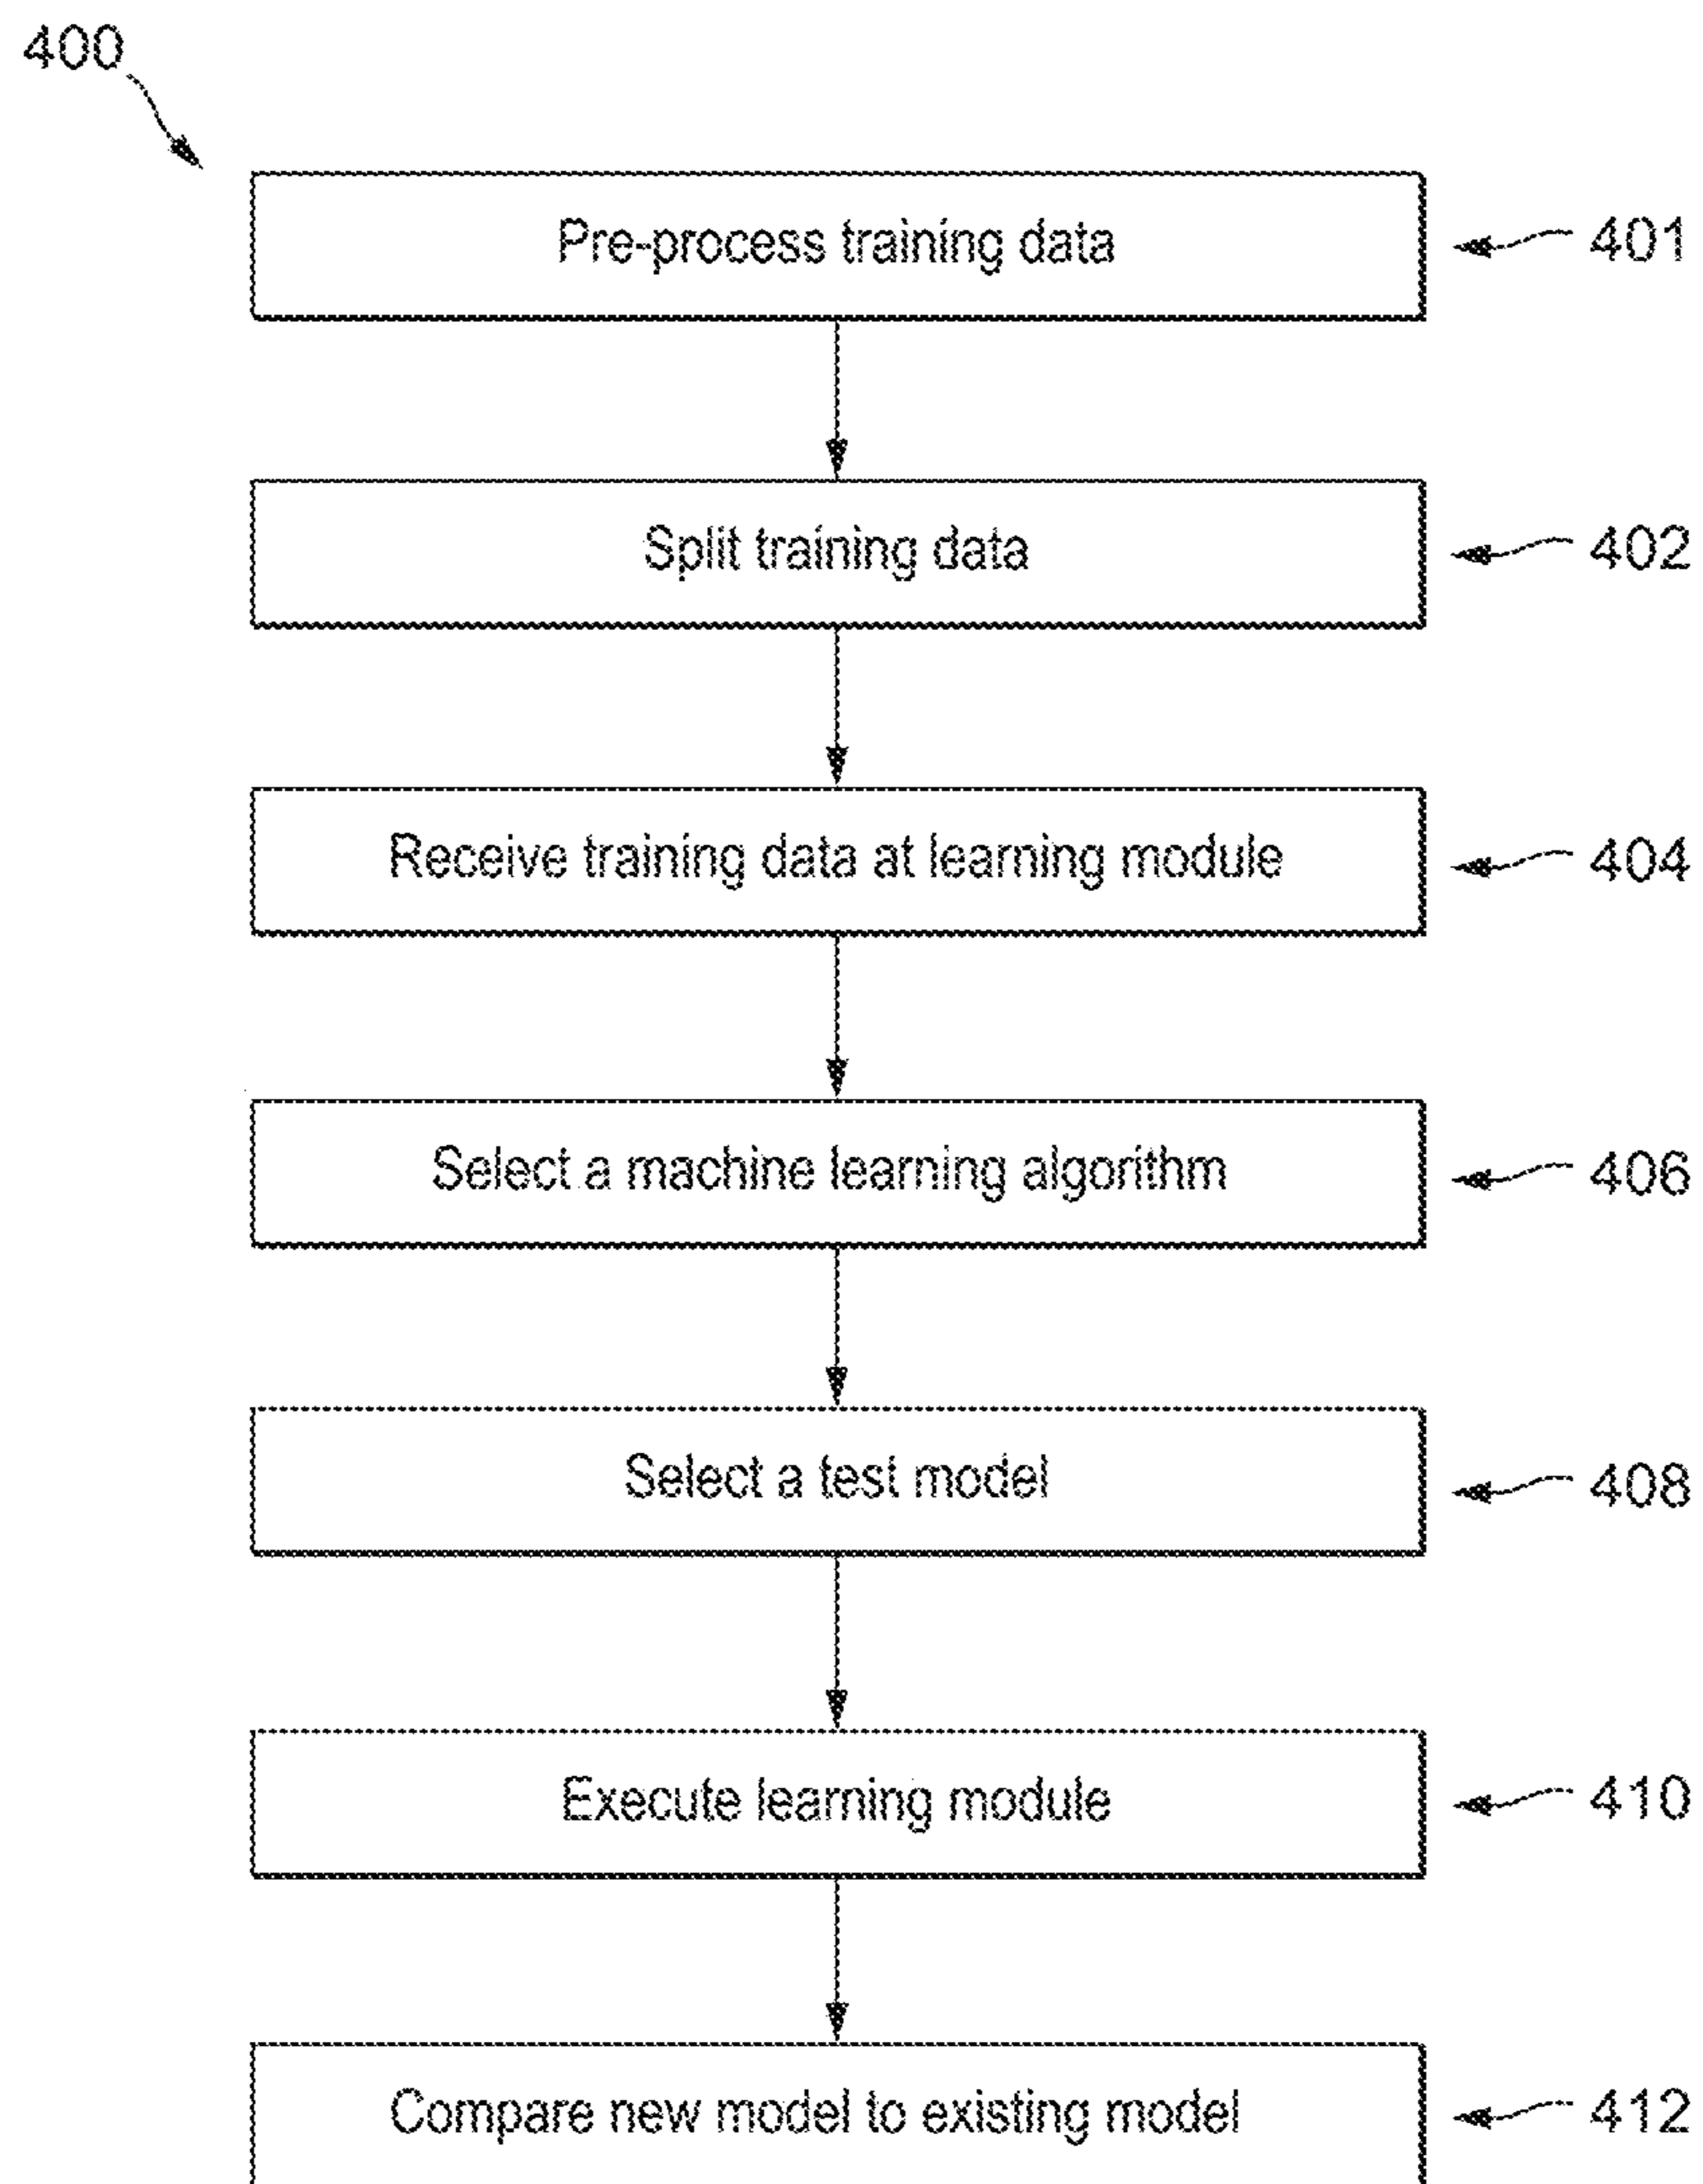 400
Pre-process training data
401
Split training data
402
Receive training data at learning module
404
Select a machine learning algorithm
406
Select a test model
408
Execute learning module
410
Compare new model to existing model
412